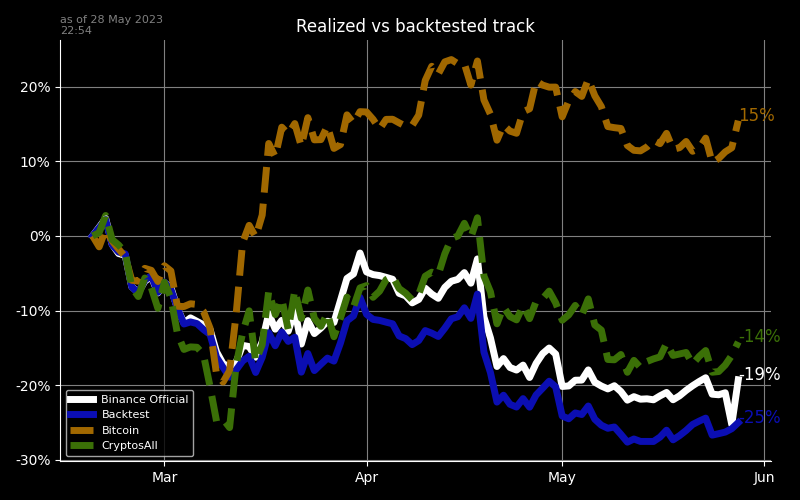 as of 28 May 2023
22:54
Realized vs backtested track
20%
10%
0%
-10%
-20%
-30%
15%
-14%
-19%
-25%
Binance Official
Backtest
Bitcoin
CryptosAll
Mar
Apr
May
Jun